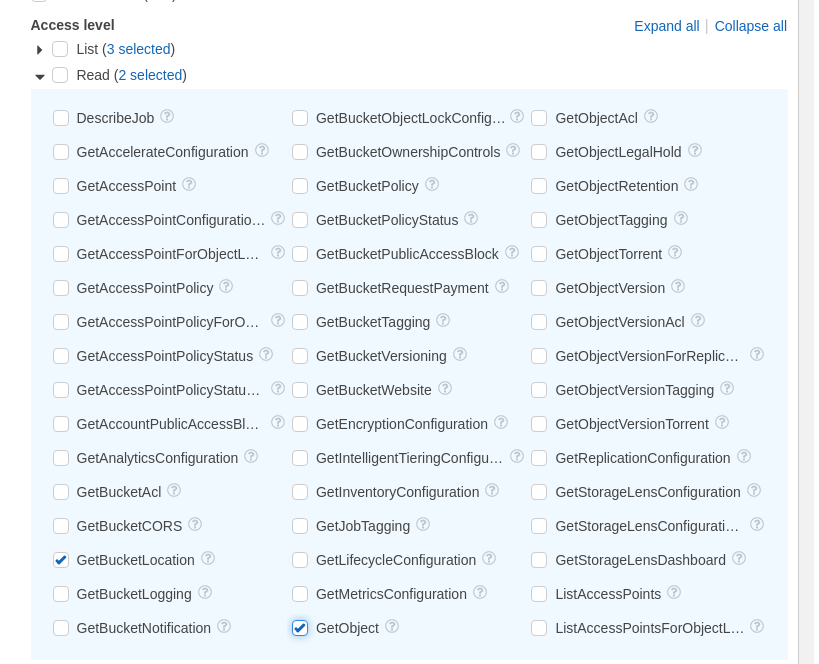 Access level
Expand all | Collapse all
List (3 selected)
Read (2 selected)
DescribeJob
GetAccelerateConfiguration
GetAccessPoint
GetAccessPointConfiguratio…
GetAccessPointForObjectL…
GetAccessPointPolicy
GetAccessPointPolicyForO…
GetAccessPointPolicyStatus
GetAccessPointPolicyStatu…
GetAccountPublicAccessBl…
GetAnalyticsConfiguration
GetBucketAcl
GetBucketCORS
GetBucketLocation
GetBucketLogging
GetBucketNotification
GetBucketObjectLockConfig…
GetBucketOwnershipControls
GetBucketPolicy
GetBucketPolicyStatus
GetBucketPublicAccessBlock
GetBucketRequestPayment
GetBucketTagging
GetBucketVersioning
GetBucketWebsite
GetEncryptionConfiguration
GetIntelligentTieringConfigu…
GetInventoryConfiguration
GetJobTagging
GetLifecycleConfiguration
GetMetricsConfiguration
GetObject
GetObjectAcl
GetObjectLegalHold
GetObjectRetention
GetObjectTagging
GetObjectTorrent
GetObjectVersion
GetObjectVersionAcl
GetObjectVersionForReplic…
GetObjectVersionTagging
GetObjectVersionTorrent
GetReplicationConfiguration
GetStorageLensConfiguration
GetStorageLensConfigurati…
GetStorageLensDashboard
ListAccessPoints
ListAccessPointsForObjectL…